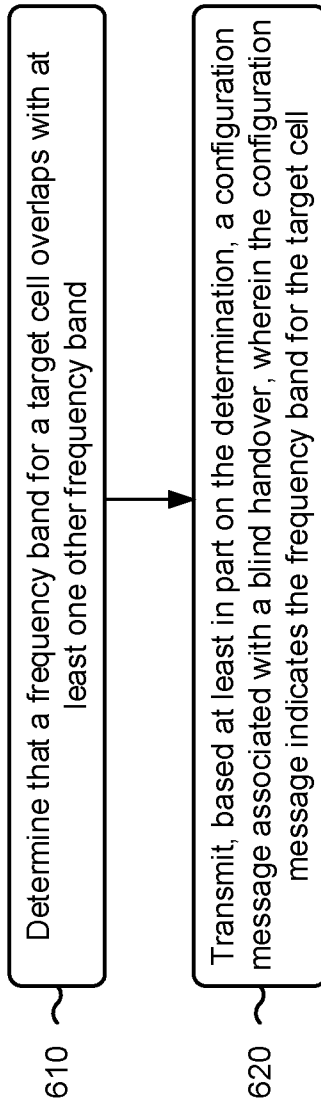 610
Determine that a frequency band for a target cell overlaps with at
least one other frequency band
620
Transmit, based at least in part on the determination, a configuration
message associated with a blind handover, wherein the configuration
message indicates the frequency band for the target cell